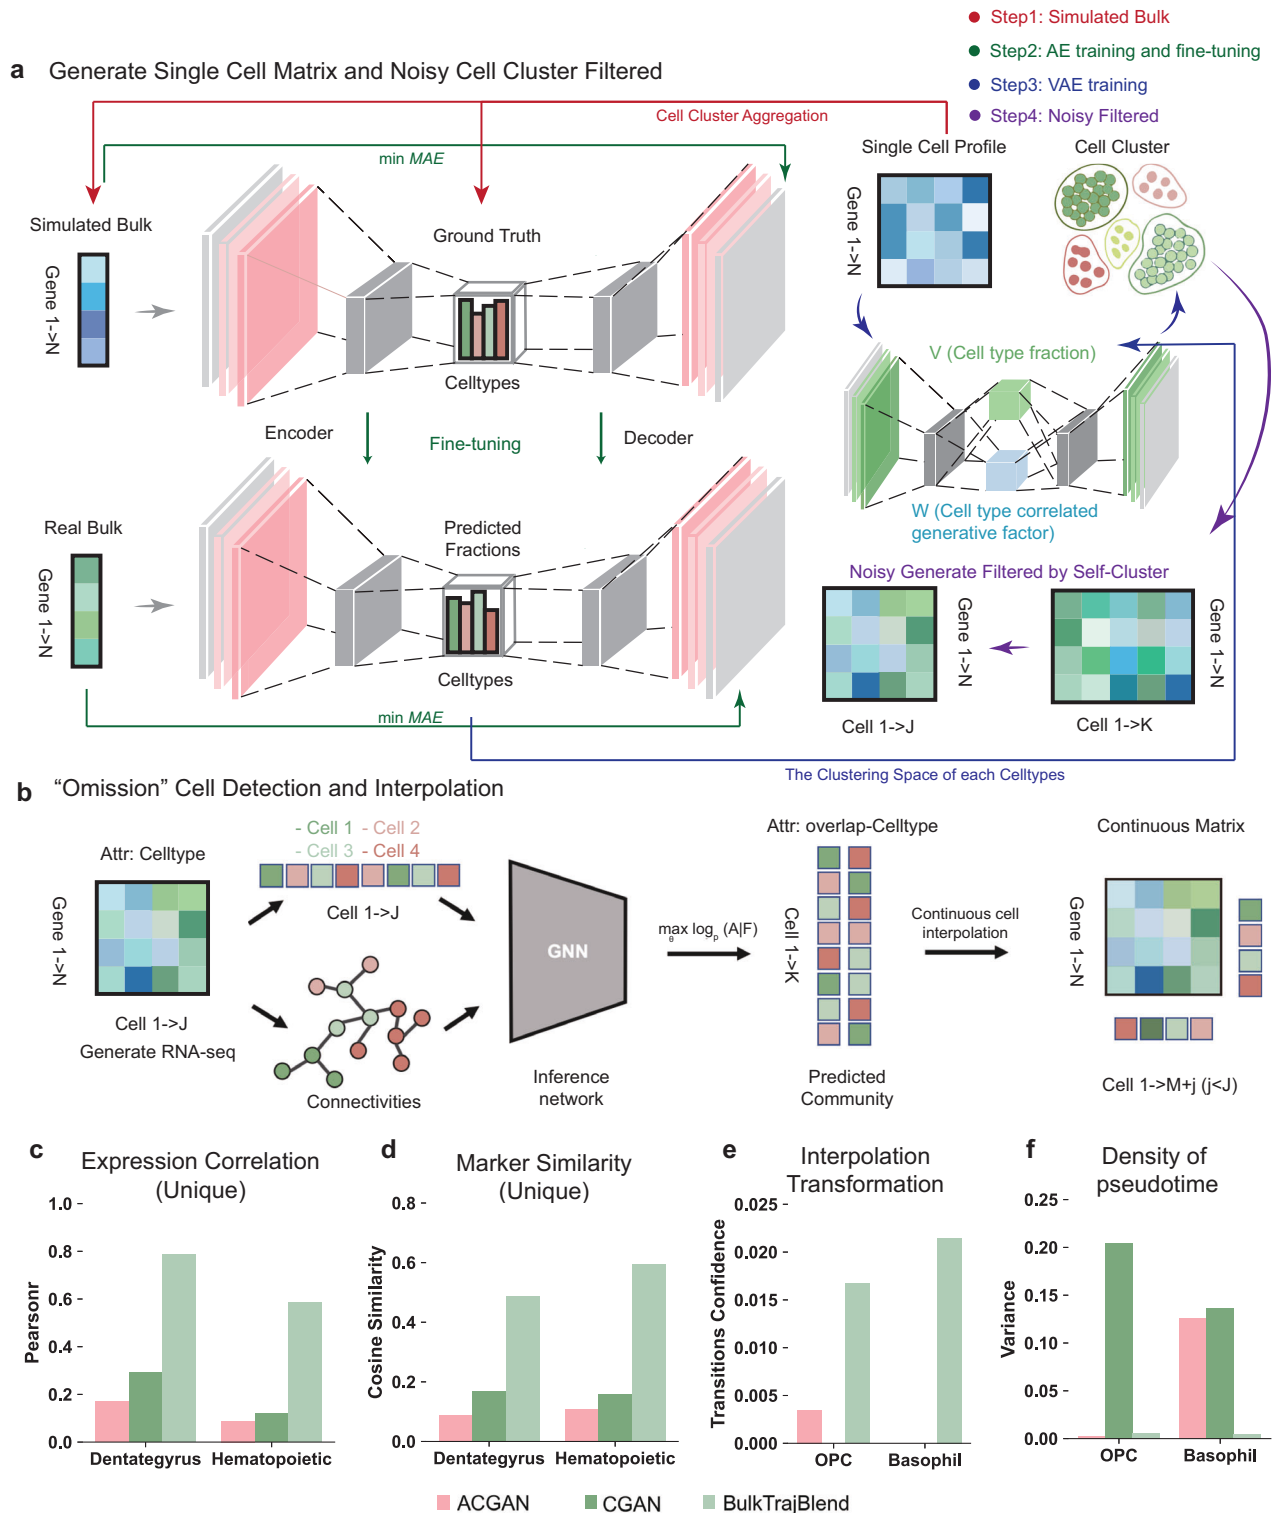 Step1: Simulated Bulk
Step2: AE training and fine-tuning
Step3: VAE training
Step4: Noisy Filtered
a Generate Single Cell Matrix and Noisy Cell Cluster Filtered
Cell Cluster Aggregation
min MAE
Single Cell Profile
Cell Cluster
Simulated Bulk
Gene 1->N
Ground Truth
Celltypes
Gene 1->N
V (Cell type fraction)
Encoder
Fine-tuning
Decoder
W (Cell type correlated
generative factor)
Real Bulk
Gene 1->N
Predicted
Fractions
Celltypes
min MAE
Noisy Generate Filtered by Self-Cluster
Gene 1->N
Gene 1->N
Cell 1->J
Cell 1->K
The Clustering Space of each Celltypes
b “Omission” Cell Detection and Interpolation
Attr: Celltype
Gene 1->N
Cell 1->J
Generate RNA-seq
- Cell 1 - Cell 2
- Cell 3 - Cell 4
Cell 1->J
Connectivities
GNN
Inference
network
max log p (A|F)
θ
Attr: overlap-Celltype
Cell 1->K
Predicted
Community
Continuous cell
interpolation
Continuous Matrix
Gene 1->N
Cell 1->M+j (j<J)
c Expression Correlation
(Unique)
Pearsonr
1.0
0.8
0.6
0.4
0.2
0.0
Dentategyrus Hematopoietic
d Marker Similarity
(Unique)
Cosine Similarity
0.8
0.6
0.4
0.2
0.0
Dentategyrus Hematopoietic
e Interpolation
Transformation
Transitions Confidence
0.025
0.020
0.015
0.010
0.005
0.000
OPC Basophil
f Density of
pseudotime
Variance
0.25
0.20
0.15
0.10
0.05
0.00
OPC Basophil
ACGAN CGAN BulkTrajBlend